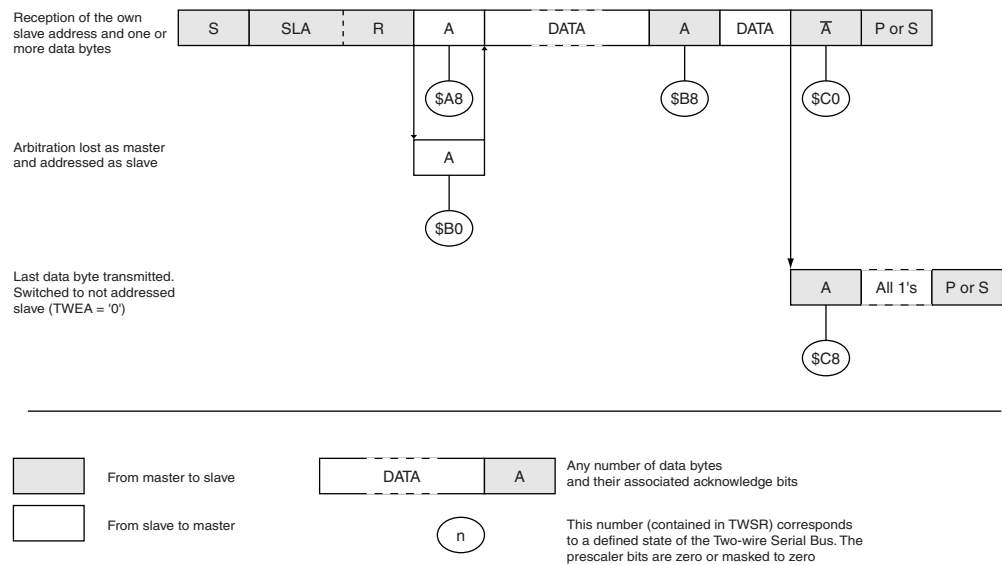 Reception of the own
slave address and one or
more data bytes
S SLA R A DATA A DATA A̅ P or S
$A8 $B8 $C0
Arbitration lost as master
and addressed as slave
A
$B0
Last data byte transmitted.
Switched to not addressed
slave (TWEA = '0')
A All 1's P or S
$C8
From master to slave
From slave to master
DATA A
Any number of data bytes
and their associated acknowledge bits
n
This number (contained in TWSR) corresponds
to a defined state of the Two-wire Serial Bus. The
prescaler bits are zero or masked to zero